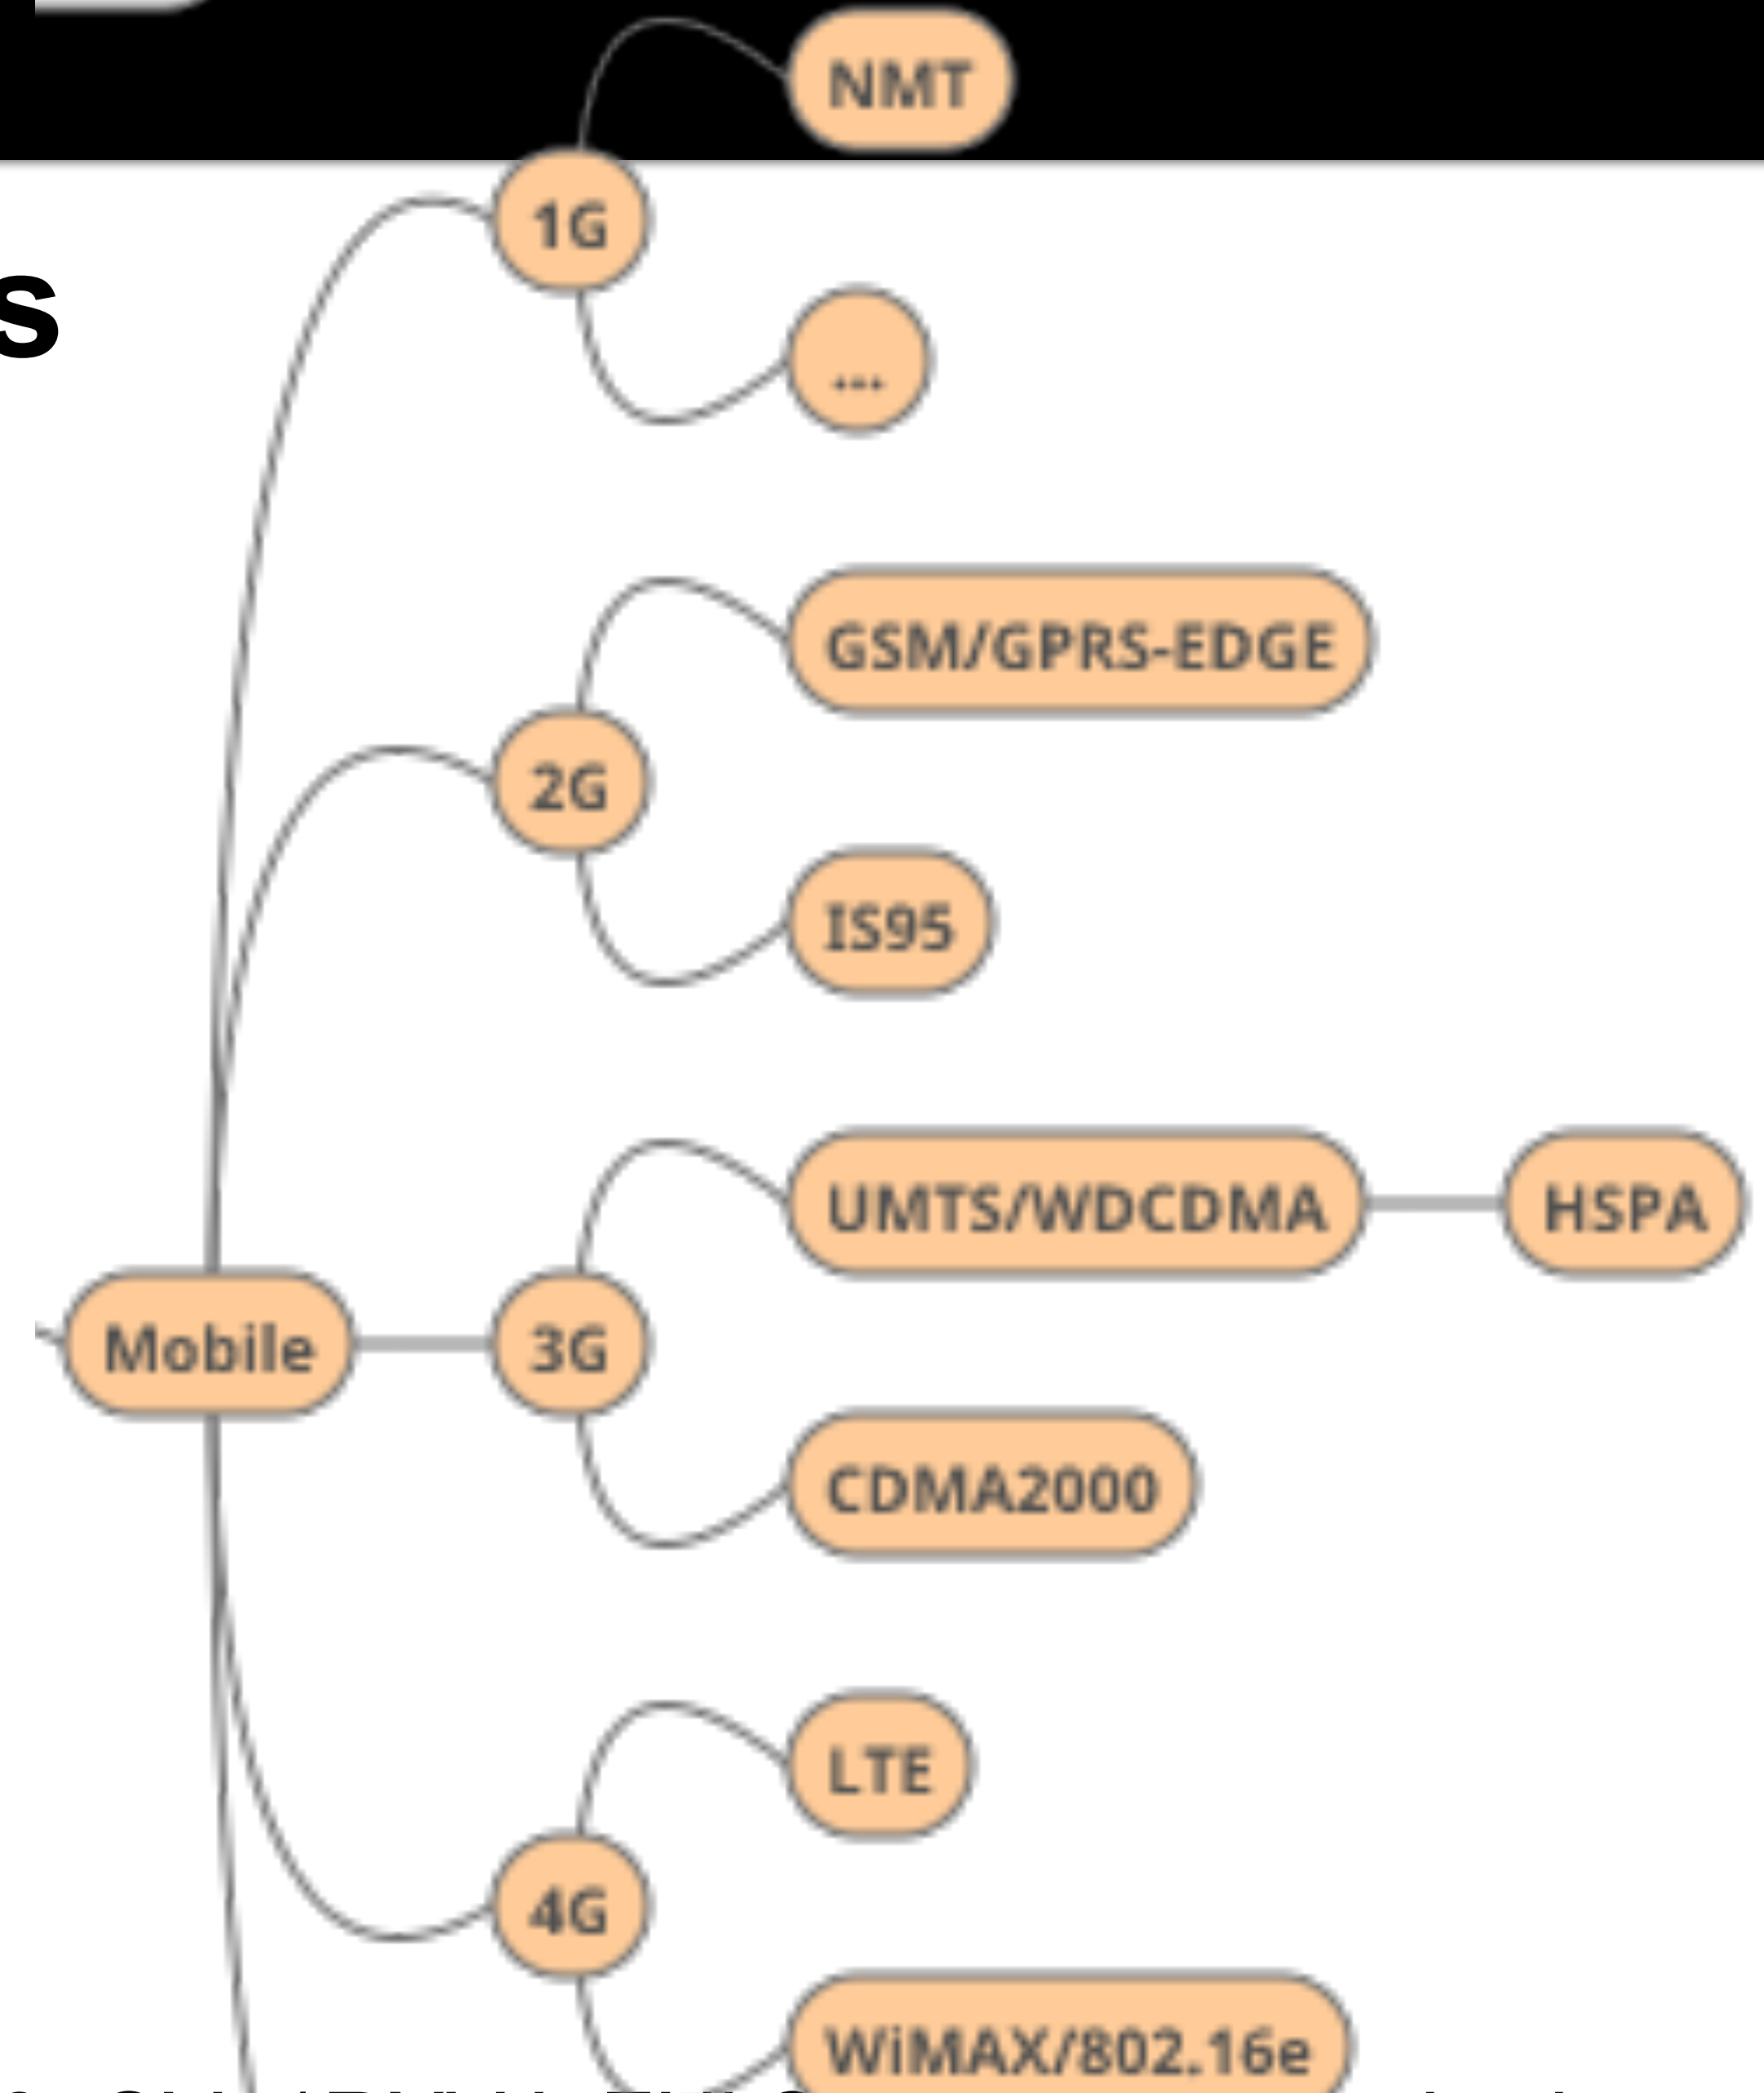 NMT
1G
s
...
GSM/GPRS-EDGE
2G
IS95
UMTS/WDCDMA
HSPA
Mobile
3G
CDMA2000
LTE
4G
WiMAX/802.16e